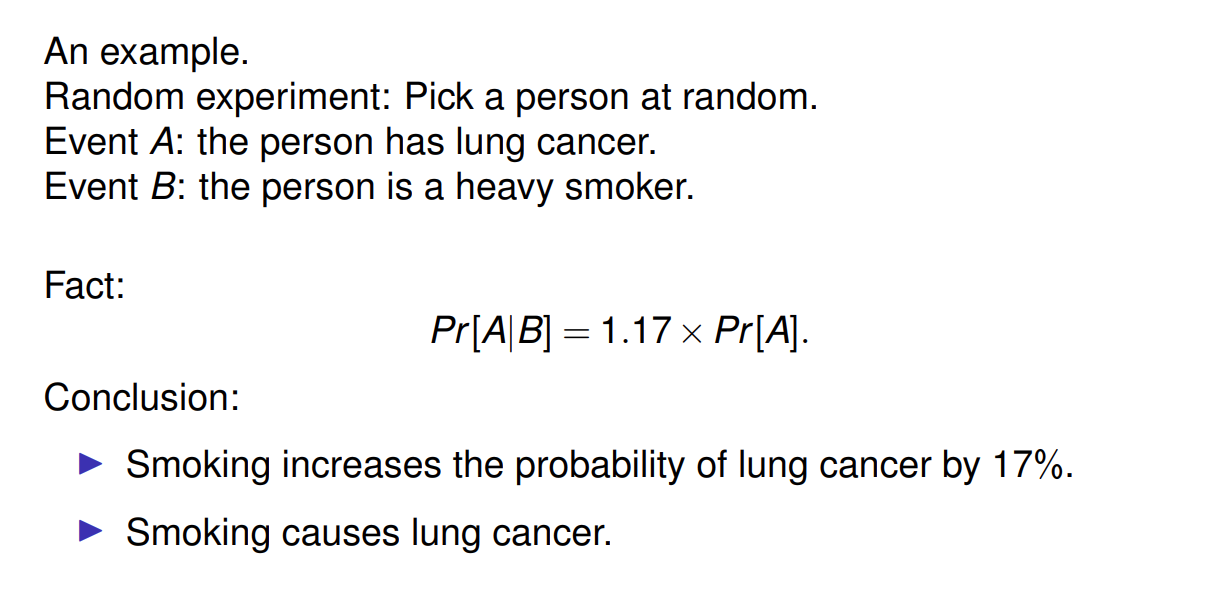 An example.
Random experiment: Pick a person at random.
Event A: the person has lung cancer.
Event B: the person is a heavy smoker.
Fact:
Pr[A|B] = 1.17 × Pr[A].
Conclusion:
▶ Smoking increases the probability of lung cancer by 17%.
▶ Smoking causes lung cancer.